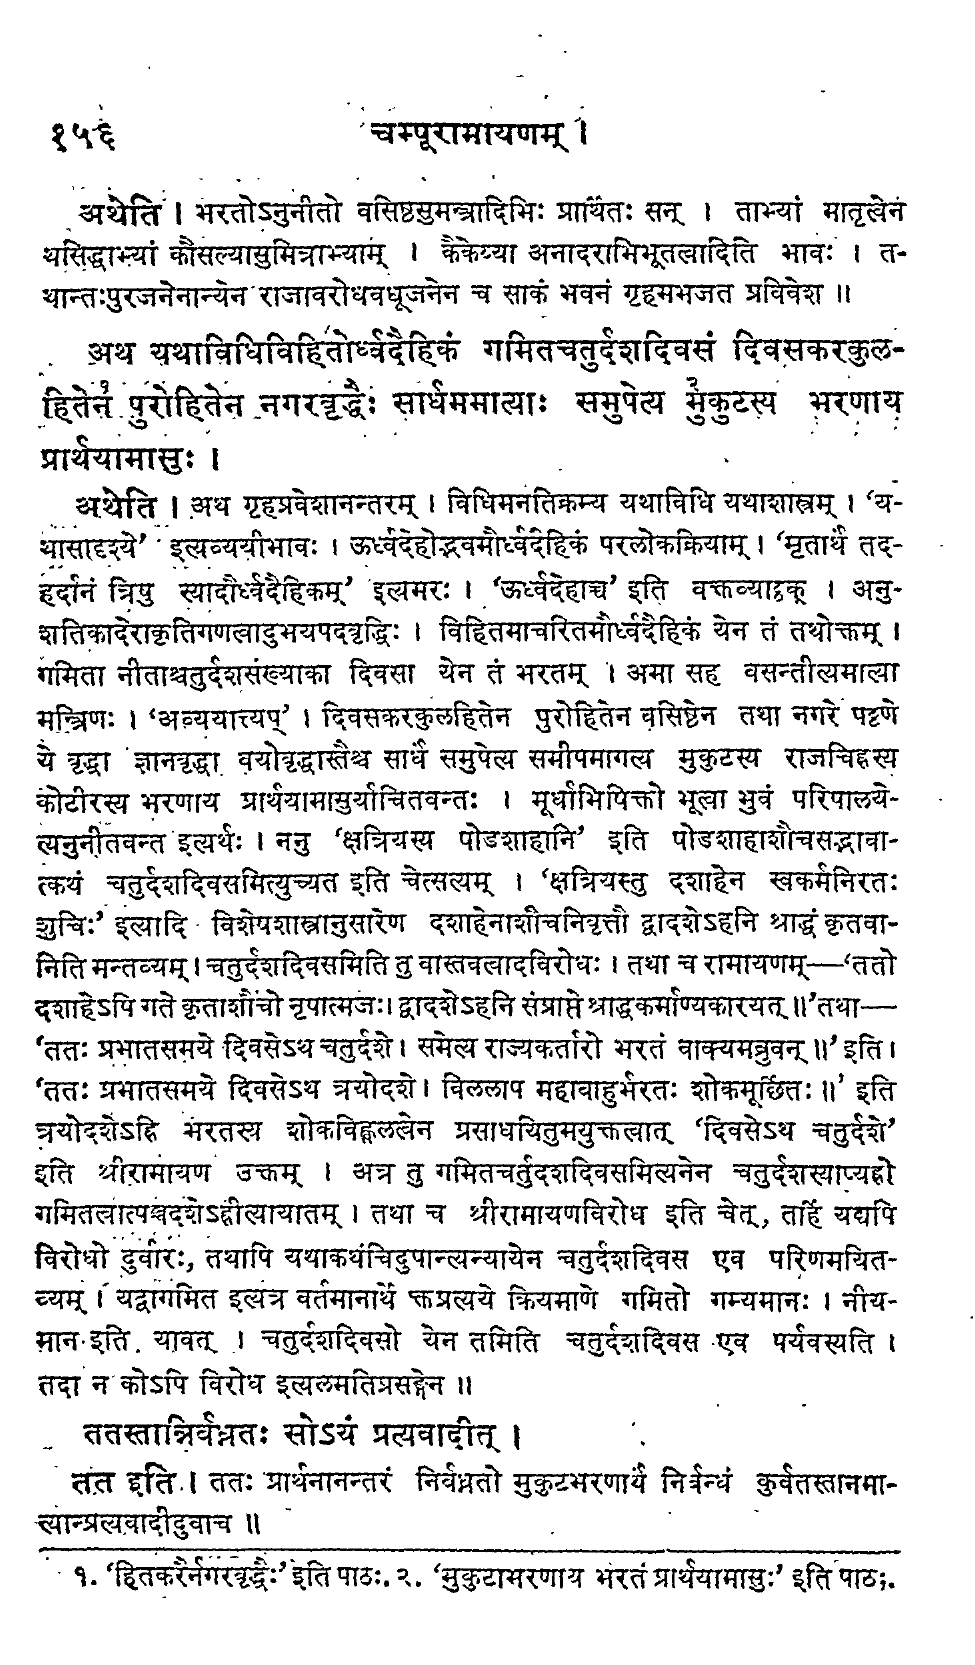 १५६ चम्पूरामायणम् ।
अथेति । भरतोऽनुनीतो वसिष्ठसुमन्त्रादिभिः प्रार्थितः सन् । ताभ्यां मातृत्वेन
प्रसिद्धाभ्यां कौसल्यासुमित्राभ्याम् । कैकेय्या अनादराभिभूतत्वादिति भावः । त-
थान्तःपुरजनेनान्येन राजावरोधवधूजनेन च साकं भवनं गृहमभजत प्रविवेश ॥
अथ यथाविधिविहितोर्ध्वदैहिकं गमितचतुर्दशदिवसं दिवसकरकुल-
हितेन१ पुरोहितेन नगरवृद्धैः सार्धममात्याः समुपेत्य मु२कुटस्य भरणाय
प्रार्थयामासुः ।
अथेति । अथ गृहप्रवेशानन्तरम् । विधिमनतिक्रम्य यथाविधि यथाशास्त्रम् । ‘य-
थासादृश्ये’ इत्यव्ययीभावः । ऊर्ध्वदेहोद्भवमौर्ध्वदेहिकं परलोकक्रियाम् । ‘मृतार्थं तद-
हर्दानं त्रिषु स्यादौर्ध्वदैहिकम्’ इत्यमरः । ‘ऊर्ध्वदेहाच्च’ इति वक्तव्याट्ठक् । अनु-
शतिकादेराकृतिगणत्वादुभयपदवृद्धिः । विहितमाचरितमौर्ध्वदैहिकं येन तं तथोक्तम् ।
गमिता नीताश्चतुर्दशसंख्याका दिवसा येन तं भरतम् । अमा सह वसन्तीत्यमात्या
मन्त्रिणः । ‘अव्ययात्त्यप्’ । दिवसकरकुलहितेन पुरोहितेन वसिष्ठेन तथा नगरे पट्टणे
ये वृद्धा ज्ञानवृद्धा वयोवृद्धास्तैश्च सार्धं समुपेत्य समीपमागत्य मुकुटस्य राजचिह्नस्य
कोटीरस्य भरणाय प्रार्थयामासुर्याचितवन्तः । मूर्धाभिषिक्तो भूत्वा भुवं परिपालये-
त्यनुनीतवन्त इत्यर्थः । ननु ‘क्षत्रियस्य षोडशाहानि’ इति षोडशाहाशौचसद्भावा-
त्कथं चतुर्दशदिवसमित्युच्यत इति चेत्सत्यम् । ‘क्षत्रियस्तु दशाहेन स्वकर्मनिरतः
शुचिः’ इत्यादि विशेषशास्त्रानुसारेण दशाहेनाशौचनिवृत्तौ द्वादशेऽहनि श्राद्धं कृतवा-
निति मन्तव्यम् । चतुर्दशदिवसमिति तु वास्तवत्वादविरोधः । तथा च रामायणम्—‘ततो
दशाहेऽपि गते कृताशौचो नृपात्मजः। द्वादशेऽहनि संप्राप्ते श्राद्धकर्माण्यकारयत् ॥’तथा—
‘ततः प्रभातसमये दिवसेऽथ चतुर्दशे । समेत्य राज्यकर्तारो भरतं वाक्यमब्रुवन् ॥’ इति ।
‘ततः प्रभातसमये दिवसेऽथ त्रयोदशे । विललाप महाबाहुर्भरतः शोकमूर्छितः ॥’ इति
त्रयोदशेऽह्नि भरतस्य शोकविह्वलत्वेन प्रसाधयितुमयुक्तत्वात् ‘दिवसेऽथ चतुर्दशे’
इति श्रीरामायण उक्तम् । अत्र तु गमितचर्तुदशदिवसमित्यनेन चतुर्दशस्याप्यह्नो
गमितत्वात्पञ्चदशेऽह्नीत्यायातम् । तथा च श्रीरामायणविरोध इति चेत्, तर्हि यद्यपि
विरोधो दुर्वारः, तथापि यथाकथंचिदुपान्त्यन्यायेन चतुर्दशदिवस एव परिणमयित-
व्यम् । यद्वागमित इत्यत्र वर्तमानार्थे क्तप्रत्यये क्रियमाणे गमितो गम्यमानः । नीय-
मान इति यावत् । चतुर्दशदिवसो येन तमिति चतुर्दशदिवस एव पर्यवस्यति ।
तदा न कोऽपि विरोध इत्यलमतिप्रसङ्गेन ॥
ततस्तान्निर्बध्नतः सोऽयं प्रत्यवादीत् ।
तत इति । ततः प्रार्थनानन्तरं निर्बध्नतो मुकुटभरणार्थं निर्बन्धं कुर्वतस्तानमा-
त्यान्प्रत्यवादीदुवाच ॥
१. ‘हितकरैर्नगरवृद्धैः’ इति पाठः. २. ‘मुकुटाभरणाय भरतं प्रार्थयामासुः’ इति पाठः.